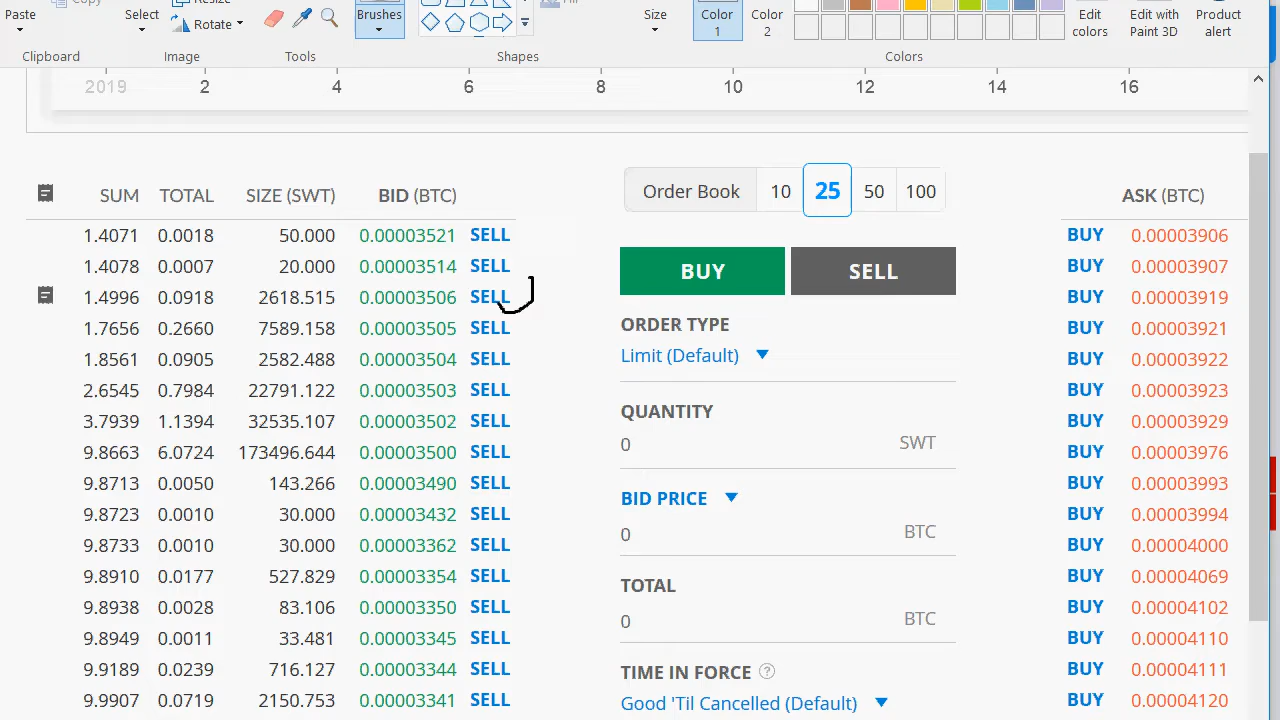 Paste Copy Select Resize Rotate Brushes Size Color 1 Color 2 Edit colors Edit with Paint 3D Product alert
Clipboard Image Tools Shapes Colors
2019 2 4 6 8 10 12 14 16
SUM TOTAL SIZE (SWT) BID (BTC) Order Book 10 25 50 100 ASK (BTC)
1.4071 0.0018 50.000 0.00003521 SELL BUY 0.00003906
1.4078 0.0007 20.000 0.00003514 SELL BUY SELL BUY 0.00003907
1.4996 0.0918 2618.515 0.00003506 SELL BUY 0.00003919
1.7656 0.2660 7589.158 0.00003505 SELL ORDER TYPE BUY 0.00003921
1.8561 0.0905 2582.488 0.00003504 SELL Limit (Default) BUY 0.00003922
2.6545 0.7984 22791.122 0.00003503 SELL BUY 0.00003923
3.7939 1.1394 32535.107 0.00003502 SELL QUANTITY BUY 0.00003929
9.8663 6.0724 173496.644 0.00003500 SELL 0 SWT BUY 0.00003976
9.8713 0.0050 143.266 0.00003490 SELL BID PRICE BUY 0.00003993
9.8723 0.0010 30.000 0.00003432 SELL BUY 0.00003994
9.8733 0.0010 30.000 0.00003362 SELL 0 BTC BUY 0.00004000
9.8910 0.0177 527.829 0.00003354 SELL TOTAL BUY 0.00004069
9.8938 0.0028 83.106 0.00003350 SELL 0 BTC BUY 0.00004102
9.8949 0.0011 33.481 0.00003345 SELL BUY 0.00004110
9.9189 0.0239 716.127 0.00003344 SELL TIME IN FORCE ? BUY 0.00004111
9.9907 0.0719 2150.753 0.00003341 SELL Good 'Til Cancelled (Default) BUY 0.00004120